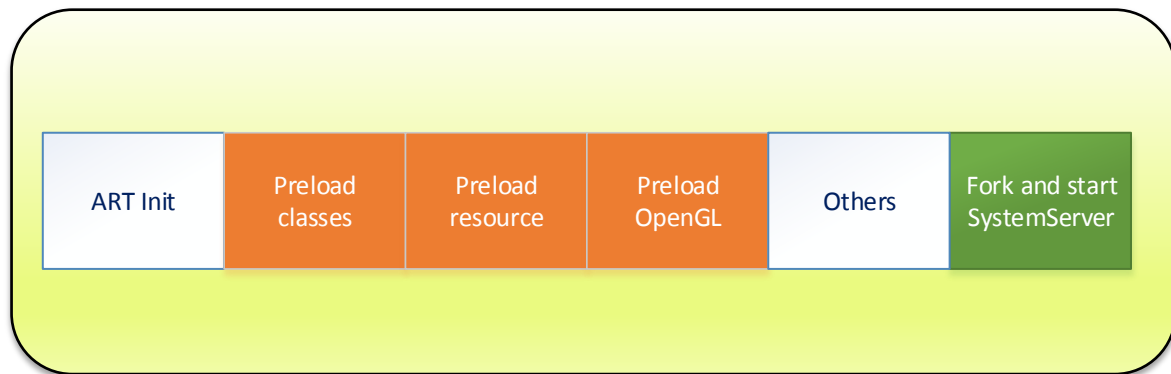 ART Init
Preload
classes
Preload
resource
Preload
OpenGL
Others
Fork and start
SystemServer